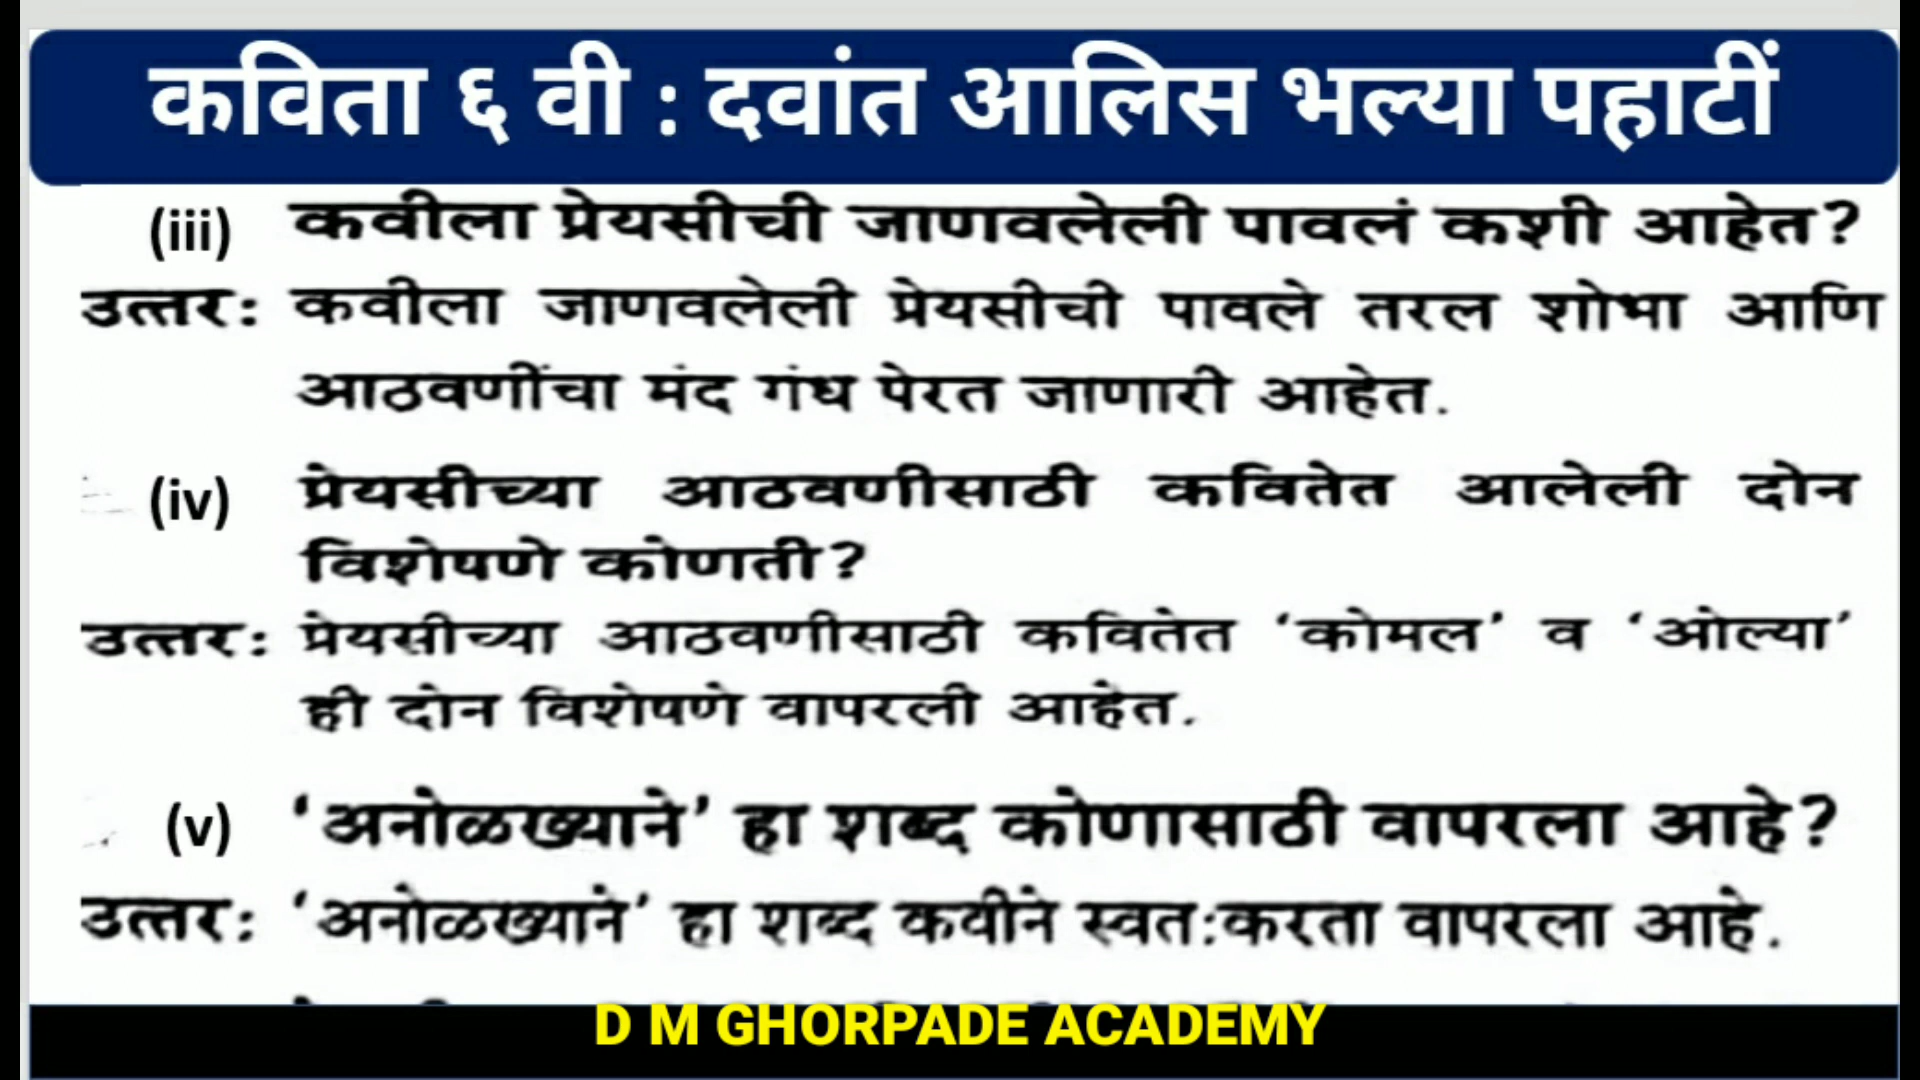 कविता ६ वी : दवांत आलिस भल्या पहाटीं
(iii) कवीला प्रेयसीची जाणवलेली पावलं कशी आहेत?
उत्तर: कवीला जाणवलेली प्रेयसीची पावले तरल शोभा आणि
आठवणींचा मंद गंध पेरत जाणारी आहेत.
(iv) प्रेयसीच्या आठवणीसाठी कवितेत आलेली दोन
विशेषणे कोणती?
उत्तर: प्रेयसीच्या आठवणीसाठी कवितेत ‘कोमल’ व ‘ओल्या’
ही दोन विशेषणे वापरली आहेत.
(v) ‘अनोळख्याने’ हा शब्द कोणासाठी वापरला आहे?
उत्तर: ‘अनोळख्याने’ हा शब्द कवीने स्वत:करता वापरला आहे.
D M GHORPADE ACADEMY